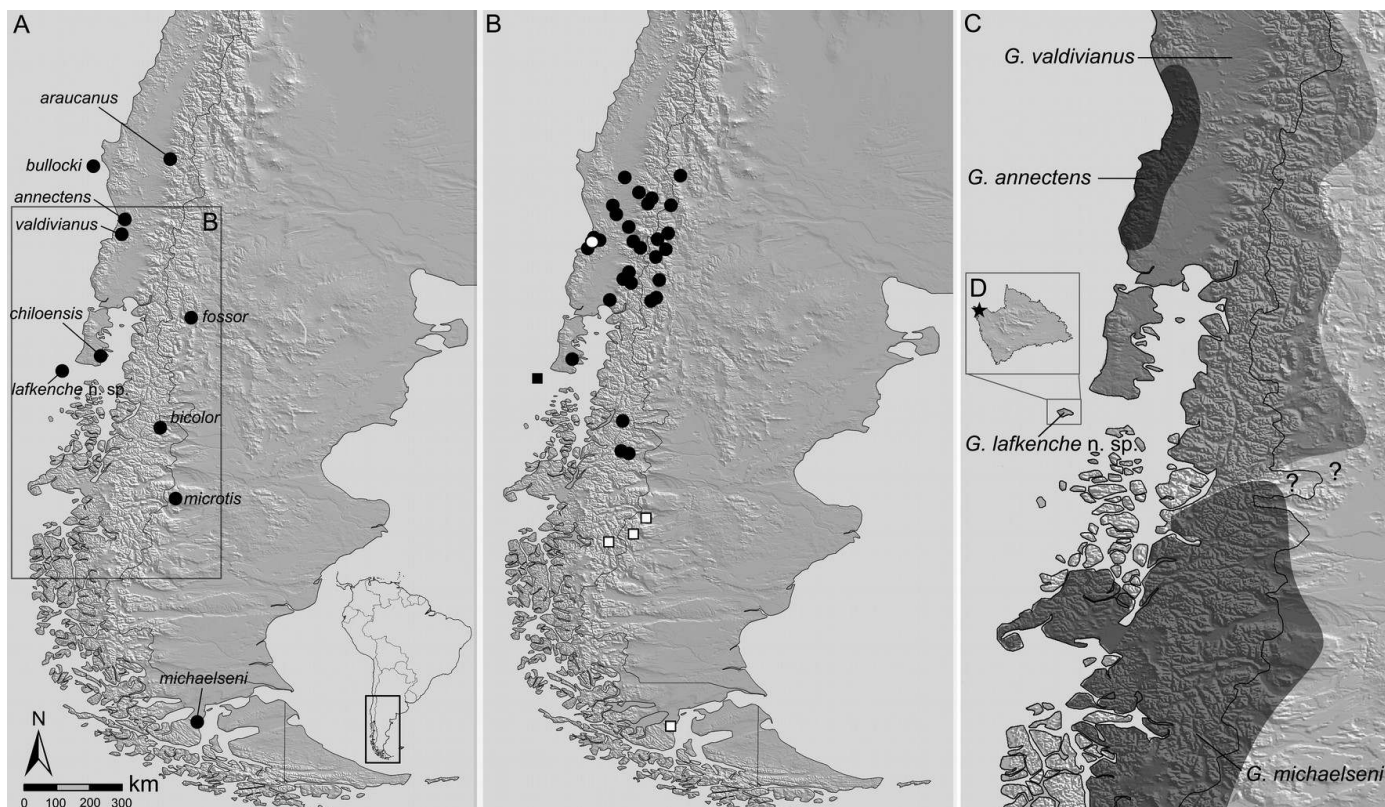 A
araucanus
bullocki
annectens
valdivianus
B
chiloensis
fossor
lafkenche n. sp.
bicolor
microtis
michaelseni
N
km
0 100 200 300
B
C
G. valdivianus
G. annectens
D
G. lafkenche n. sp.
? ?
G. michaelseni